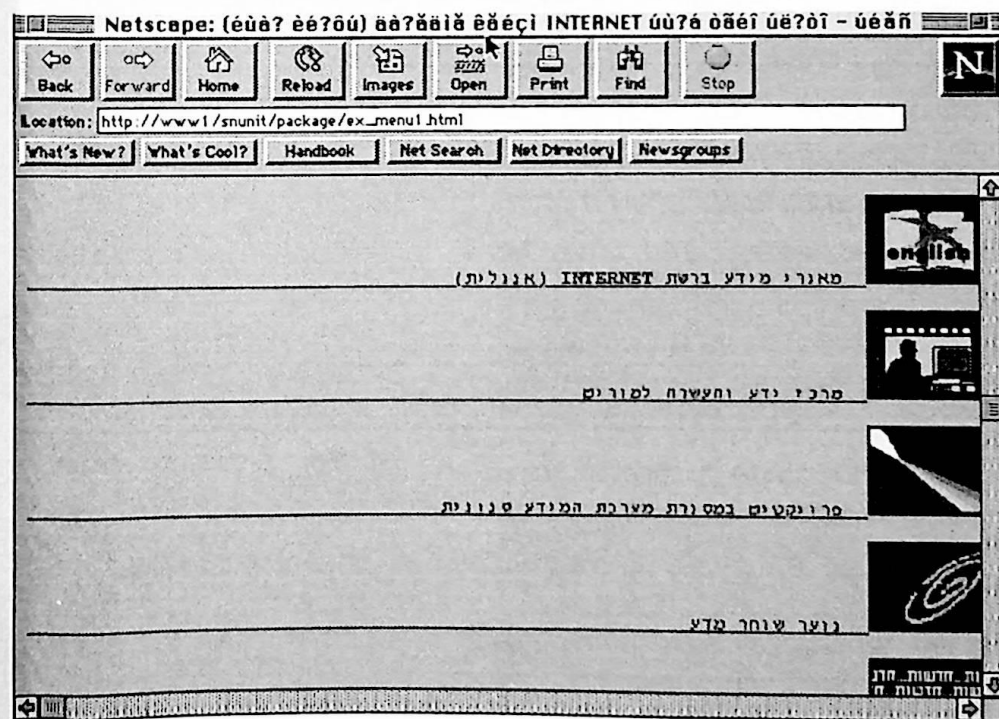 Netscape: INTERNET
Back Forward Home Reload Images Open Print Find Stop
N
Location: http://www1/snunit/package/ex_menu1.html
What's New? What's Cool? Handbook Net Search Net Directory Newsgroups
english
מאגרי מידע ברשת INTERNET (אנגלית)
מרכז ידע והעשרה למורים
פרויקטים במסגרת מערכת המידע סנונית
נוער שוחר מדע
חדשות